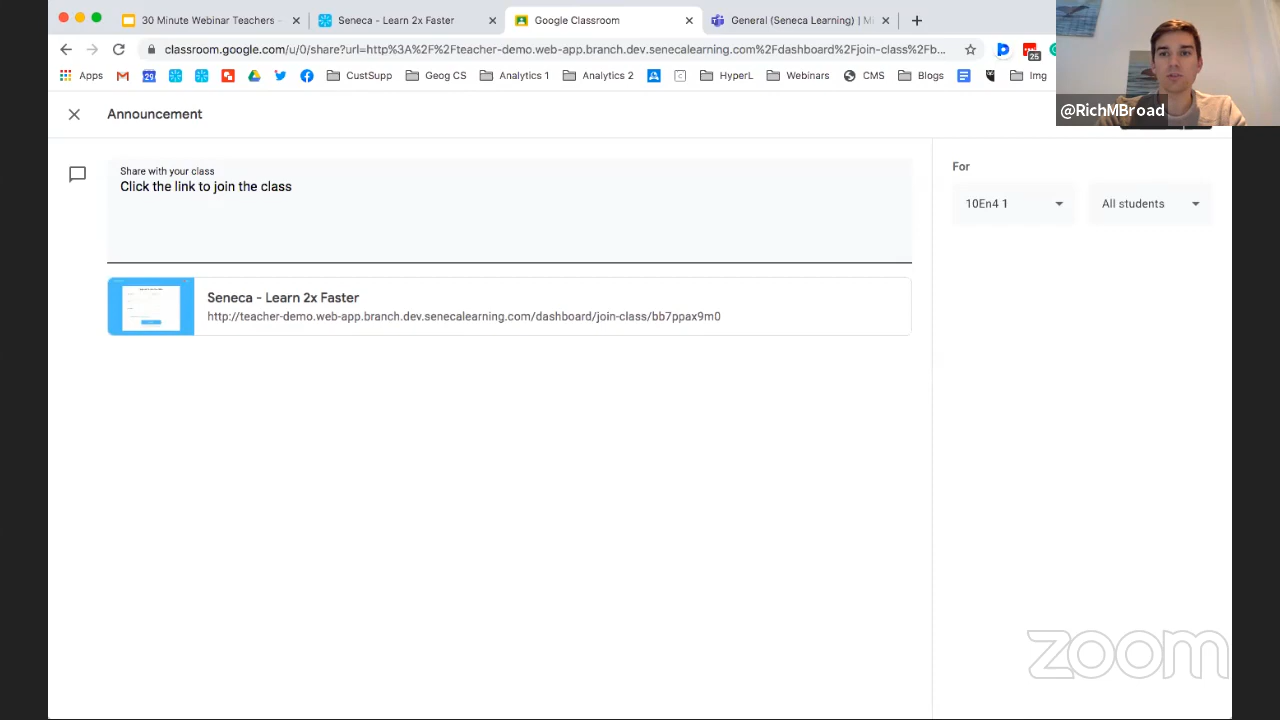 30 Minute Webinar Teachers
Seneca - Learn 2x Faster
Google Classroom
General (Seneca Learning) | Mi
classroom.google.com/u/0/share?url=http%3A%2F%2Fteacher-demo.web-app.branch.dev.senecalearning.com%2Fdashboard%2Fjoin-class%2Fb...
25
Apps
29
CustSupp
Geog CS
Analytics 1
Analytics 2
HyperL
Webinars
CMS
Blogs
Img
@RichMBroad
Announcement
Share with your class
Click the link to join the class
For
10En4 1
All students
Seneca - Learn 2x Faster
http://teacher-demo.web-app.branch.dev.senecalearning.com/dashboard/join-class/bb7ppax9m0
zoom